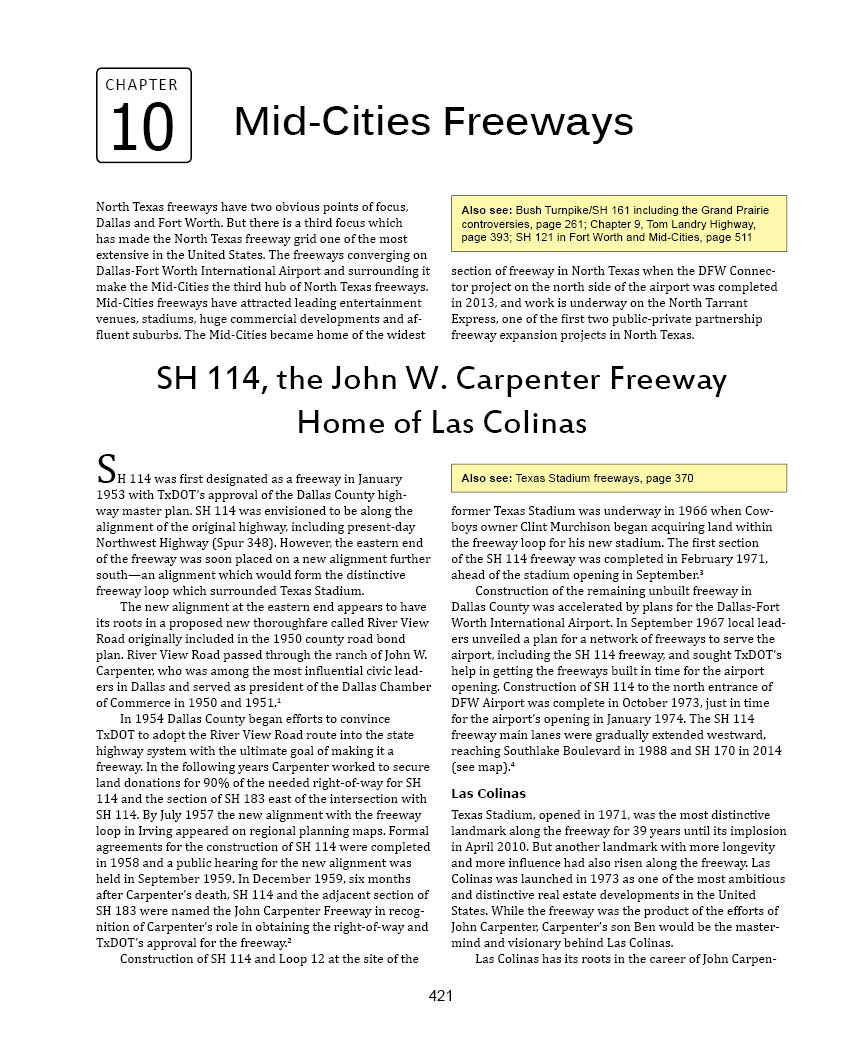 CHAPTER
10
Mid-Cities Freeways
North Texas freeways have two obvious points of focus,
Dallas and Fort Worth. But there is a third focus which
has made the North Texas freeway grid one of the most
extensive in the United States. The freeways converging on
Dallas-Fort Worth International Airport and surrounding it
make the Mid-Cities the third hub of North Texas freeways.
Mid-Cities freeways have attracted leading entertainment
venues, stadiums, huge commercial developments and af-
fluent suburbs. The Mid-Cities became home of the widest
Also see: Bush Turnpike/SH 161 including the Grand Prairie
controversies, page 261; Chapter 9, Tom Landry Highway,
page 393; SH 121 in Fort Worth and Mid-Cities, page 511
section of freeway in North Texas when the DFW Connec-
tor project on the north side of the airport was completed
in 2013, and work is underway on the North Tarrant
Express, one of the first two public-private partnership
freeway expansion projects in North Texas.
SH 114, the John W. Carpenter Freeway
Home of Las Colinas
SH 114 was first designated as a freeway in January
1953 with TxDOT's approval of the Dallas County high-
way master plan. SH 114 was envisioned to be along the
alignment of the original highway, including present-day
Northwest Highway (Spur 348). However, the eastern end
of the freeway was soon placed on a new alignment further
south—an alignment which would form the distinctive
freeway loop which surrounded Texas Stadium.
The new alignment at the eastern end appears to have
its roots in a proposed new thoroughfare called River View
Road originally included in the 1950 county road bond
plan. River View Road passed through the ranch of John W.
Carpenter, who was among the most influential civic lead-
ers in Dallas and served as president of the Dallas Chamber
of Commerce in 1950 and 1951.¹
In 1954 Dallas County began efforts to convince
TxDOT to adopt the River View Road route into the state
highway system with the ultimate goal of making it a
freeway. In the following years Carpenter worked to secure
land donations for 90% of the needed right-of-way for SH
114 and the section of SH 183 east of the intersection with
SH 114. By July 1957 the new alignment with the freeway
loop in Irving appeared on regional planning maps. Formal
agreements for the construction of SH 114 were completed
in 1958 and a public hearing for the new alignment was
held in September 1959. In December 1959, six months
after Carpenter's death, SH 114 and the adjacent section of
SH 183 were named the John Carpenter Freeway in recog-
nition of Carpenter's role in obtaining the right-of-way and
TxDOT's approval for the freeway.²
Construction of SH 114 and Loop 12 at the site of the
Also see: Texas Stadium freeways, page 370
former Texas Stadium was underway in 1966 when Cow-
boys owner Clint Murchison began acquiring land within
the freeway loop for his new stadium. The first section
of the SH 114 freeway was completed in February 1971,
ahead of the stadium opening in September.³
Construction of the remaining unbuilt freeway in
Dallas County was accelerated by plans for the Dallas-Fort
Worth International Airport. In September 1967 local lead-
ers unveiled a plan for a network of freeways to serve the
airport, including the SH 114 freeway, and sought TxDOT's
help in getting the freeways built in time for the airport
opening. Construction of SH 114 to the north entrance of
DFW Airport was complete in October 1973, just in time
for the airport's opening in January 1974. The SH 114
freeway main lanes were gradually extended westward,
reaching Southlake Boulevard in 1988 and SH 170 in 2014
(see map).⁴
Las Colinas
Texas Stadium, opened in 1971, was the most distinctive
landmark along the freeway for 39 years until its implosion
in April 2010. But another landmark with more longevity
and more influence had also risen along the freeway. Las
Colinas was launched in 1973 as one of the most ambitious
and distinctive real estate developments in the United
States. While the freeway was the product of the efforts of
John Carpenter, Carpenter's son Ben would be the master-
mind and visionary behind Las Colinas.
Las Colinas has its roots in the career of John Carpen-
421